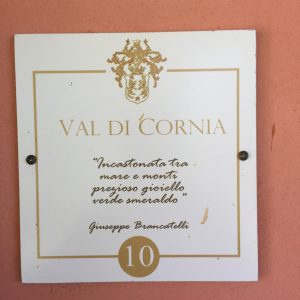 VAL DI CORNIA
"Incastonata tra
mare e monti
prezioso gioiello
verde smeraldo"
Giuseppe Brancatelli
10